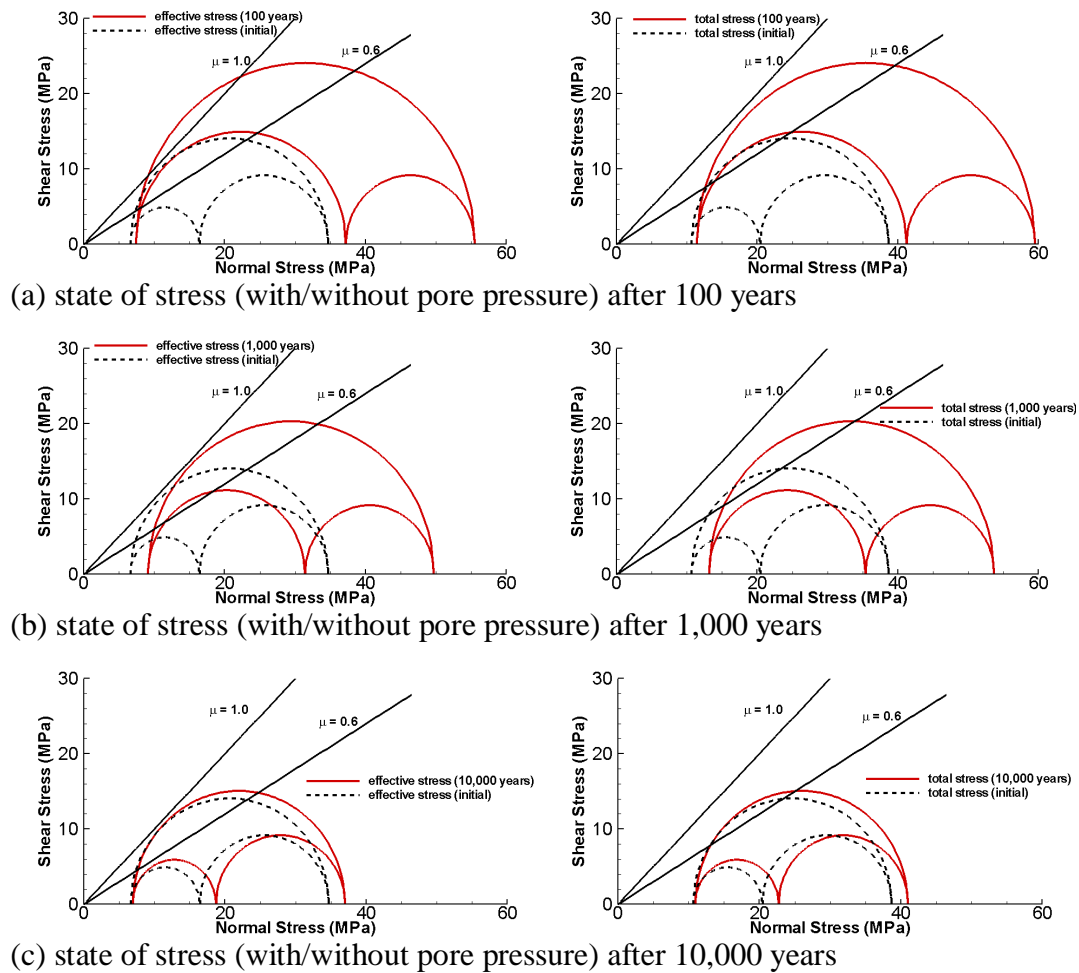 effective stress (100 years)
effective stress (initial)
μ = 1.0
μ = 0.6
Shear Stress (MPa)
30
20
10
0
0 20 40 60
Normal Stress (MPa)
total stress (100 years)
total stress (initial)
μ = 1.0
μ = 0.6
Shear Stress (MPa)
30
20
10
0
0 20 40 60
Normal Stress (MPa)
(a) state of stress (with/without pore pressure) after 100 years
effective stress (1,000 years)
effective stress (initial)
μ = 1.0
μ = 0.6
Shear Stress (MPa)
30
20
10
0
0 20 40 60
Normal Stress (MPa)
μ = 1.0
μ = 0.6
total stress (1,000 years)
total stress (initial)
Shear Stress (MPa)
30
20
10
0
0 20 40 60
Normal Stress (MPa)
(b) state of stress (with/without pore pressure) after 1,000 years
μ = 1.0
μ = 0.6
effective stress (10,000 years)
effective stress (initial)
Shear Stress (MPa)
30
20
10
0
0 20 40 60
Normal Stress (MPa)
μ = 1.0
μ = 0.6
total stress (10,000 years)
total stress (initial)
Shear Stress (MPa)
30
20
10
0
0 20 40 60
Normal Stress (MPa)
(c) state of stress (with/without pore pressure) after 10,000 years